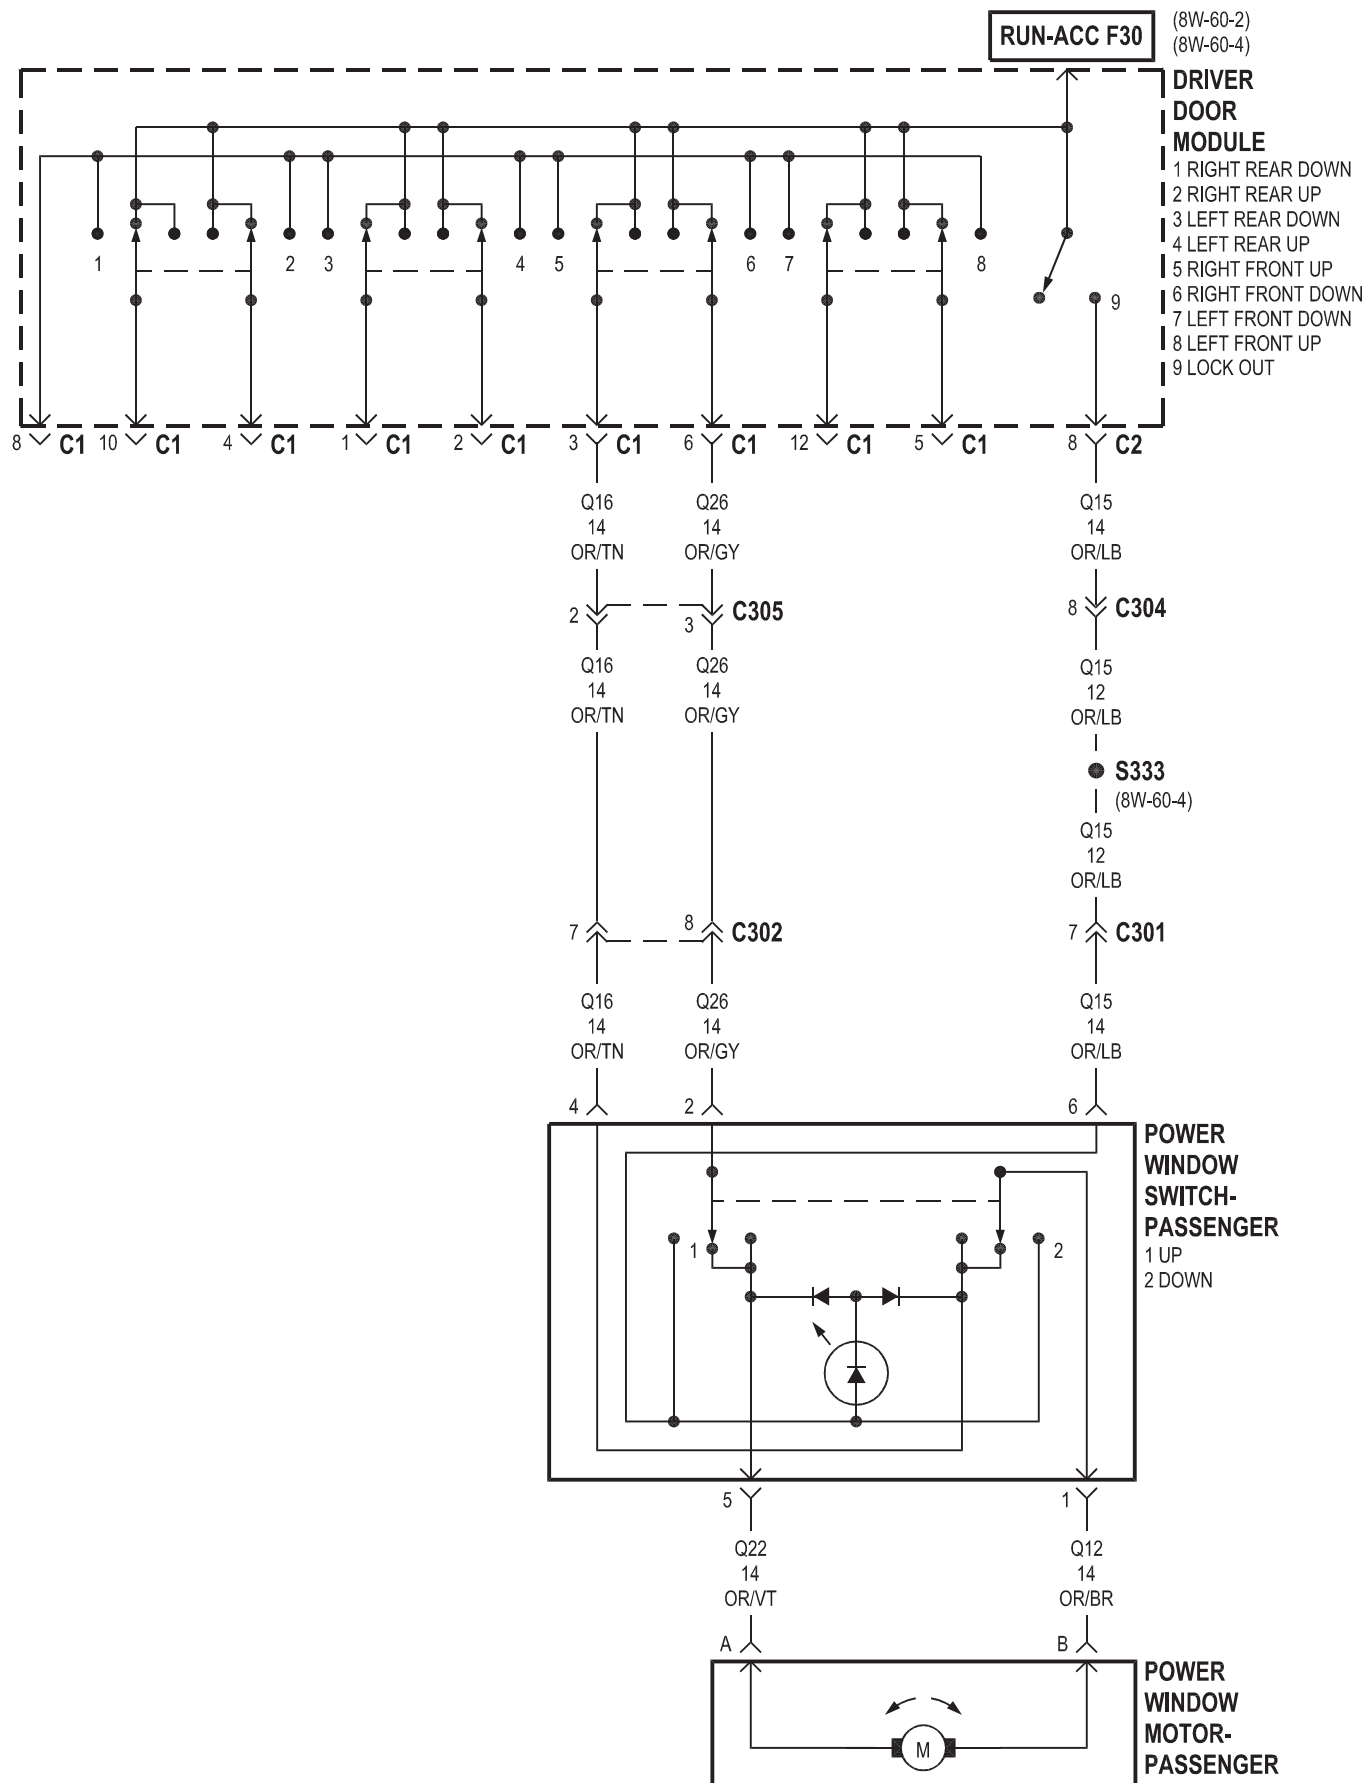 RUN-ACC F30
(8W-60-2)
(8W-60-4)
DRIVER
DOOR
MODULE
1 RIGHT REAR DOWN
2 RIGHT REAR UP
3 LEFT REAR DOWN
4 LEFT REAR UP
5 RIGHT FRONT UP
6 RIGHT FRONT DOWN
7 LEFT FRONT DOWN
8 LEFT FRONT UP
9 LOCK OUT
1 2 3 4 5 6 7 8
9
8 C1 10 C1 4 C1 1 C1 2 C1 3 C1 6 C1 12 C1 5 C1 8 C2
Q16 Q26 Q15
14 14 14
OR/TN OR/GY OR/LB
2 3 C305 8 C304
Q16 Q26 Q15
14 14 12
OR/TN OR/GY OR/LB
S333
(8W-60-4)
Q15
12
OR/LB
7 8 C302 7 C301
Q16 Q26 Q15
14 14 14
OR/TN OR/GY OR/LB
4 2 6
POWER
WINDOW
SWITCH-
PASSENGER
1 UP
2 DOWN
1 2
5 1
Q22 Q12
14 14
OR/VT OR/BR
A B
POWER
WINDOW
MOTOR-
PASSENGER
M